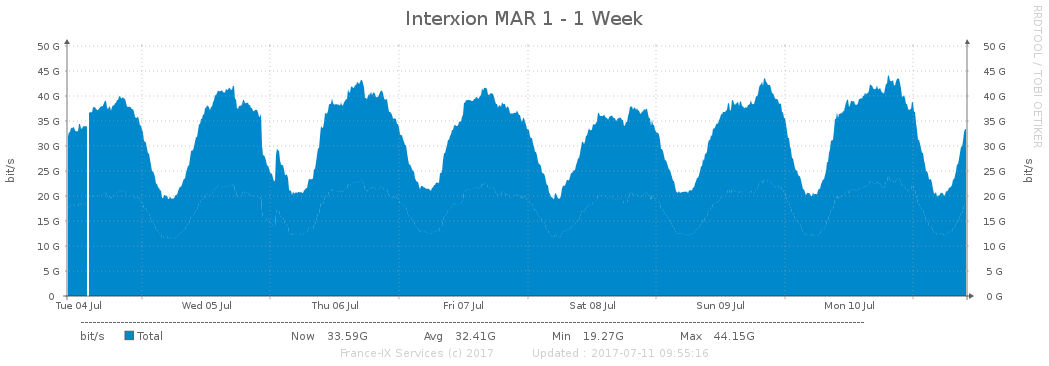 Interxion MAR 1 - 1 Week
RRDTOOL / TOBI OETIKER
bit/s
50 G 50 G
45 G 45 G
40 G 40 G
35 G 35 G
30 G 30 G
25 G 25 G
20 G 20 G
15 G 15 G
10 G 10 G
5 G 5 G
0 0 G
bit/s
Tue 04 Jul Wed 05 Jul Thu 06 Jul Fri 07 Jul Sat 08 Jul Sun 09 Jul Mon 10 Jul
bit/s Total Now 33.59G Avg 32.41G Min 19.27G Max 44.15G
France-IX Services (c) 2017 Updated : 2017-07-11 09:55:16